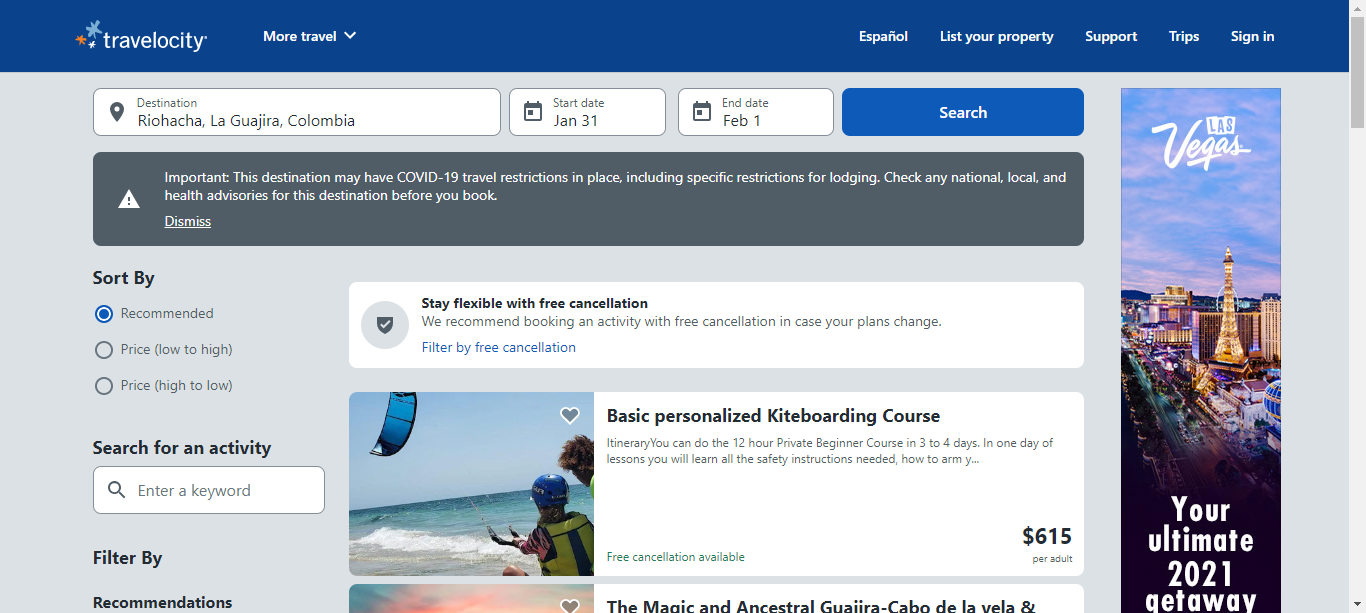 travelocity
More travel
Español
List your property
Support
Trips
Sign in
Destination
Riohacha, La Guajira, Colombia
Start date
Jan 31
End date
Feb 1
Search
Important: This destination may have COVID-19 travel restrictions in place, including specific restrictions for lodging. Check any national, local, and
health advisories for this destination before you book.
Dismiss
Sort By
Recommended
Price (low to high)
Price (high to low)
Search for an activity
Enter a keyword
Filter By
Recommendations
Stay flexible with free cancellation
We recommend booking an activity with free cancellation in case your plans change.
Filter by free cancellation
Basic personalized Kiteboarding Course
ItineraryYou can do the 12 hour Private Beginner Course in 3 to 4 days. In one day of
lessons you will learn all the safety instructions needed, how to arm y...
$615
per adult
Free cancellation available
The Magic and Ancestral Guajira-Cabo de la vela &
LAS
Vegas
Your
ultimate
2021
getaway